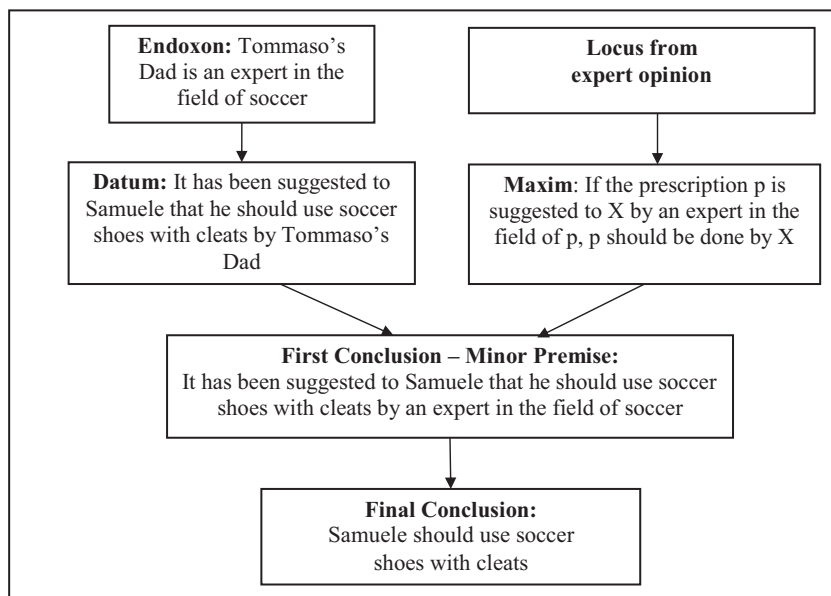 Endoxon: Tommaso’s
Dad is an expert in the
field of soccer
Locus from
expert opinion
Datum: It has been suggested to
Samuele that he should use soccer
shoes with cleats by Tommaso’s
Dad
Maxim: If the prescription p is
suggested to X by an expert in the
field of p, p should be done by X
First Conclusion – Minor Premise:
It has been suggested to Samuele that he should use soccer
shoes with cleats by an expert in the field of soccer
Final Conclusion:
Samuele should use soccer
shoes with cleats